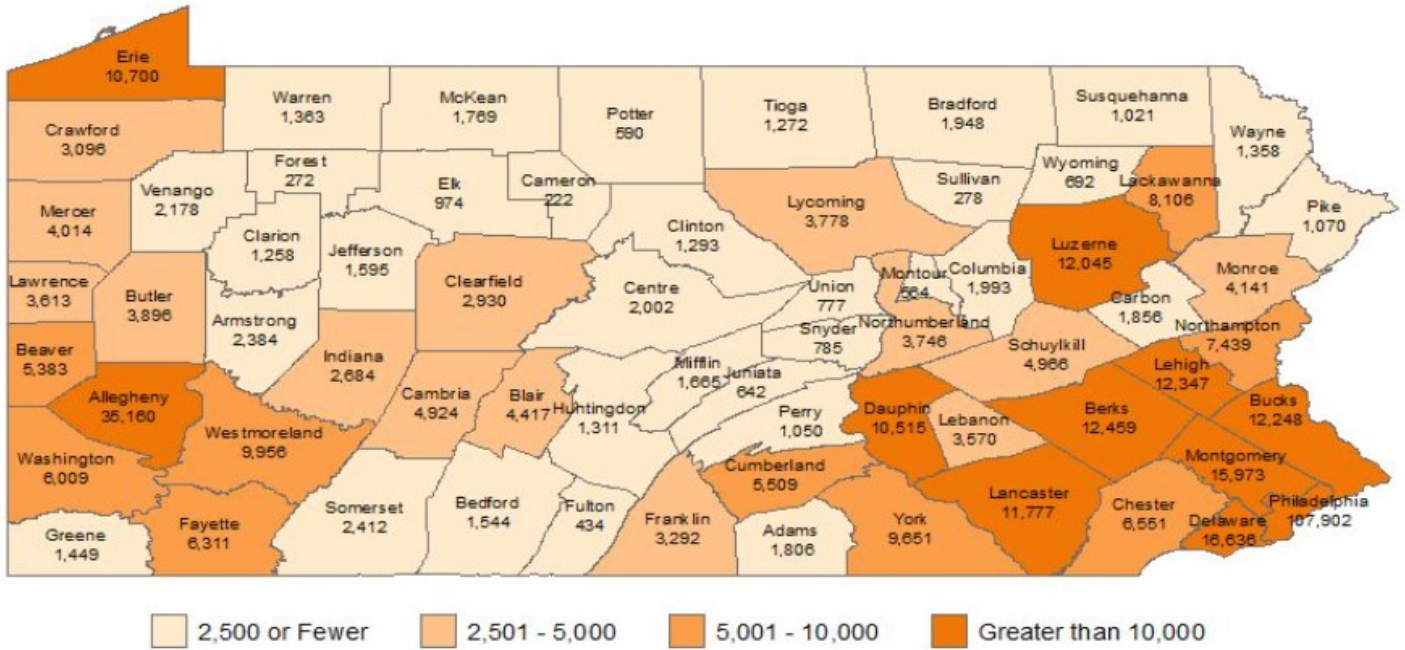 Erie
10,700
Warren
1,363
McKean
1,769
Potter
590
Tioga
1,272
Bradford
1,948
Susquehanna
1,021
Wayne
1,358
Crawford
3,096
Forest
272
Venango
2,178
Elk
974
Cameron
222
Sullivan
278
Wyoming
692
Lackawanna
8,106
Pike
1,070
Mercer
4,014
Clarion
1,258
Jefferson
1,595
Clinton
1,293
Lycoming
3,778
Luzerne
12,045
Lawrence
3,613
Butler
3,896
Clearfield
2,930
Centre
2,002
Union
777
Montour
564
Columbia
1,993
Monroe
4,141
Carbon
1,856
Armstrong
2,384
Snyder
785
Northumberland
3,746
Northampton
7,439
Beaver
5,383
Indiana
2,684
Mifflin
1,665
Juniata
642
Schuylkill
4,966
Lehigh
12,347
Allegheny
35,160
Cambria
4,924
Blair
4,417
Huntingdon
1,311
Perry
1,050
Dauphin
10,515
Lebanon
3,570
Berks
12,459
Bucks
12,248
Westmoreland
9,956
Washington
6,009
Cumberland
5,509
Montgomery
15,973
Somerset
2,412
Bedford
1,544
Fulton
434
Franklin
3,292
Lancaster
11,777
Chester
6,551
Philadelphia
107,902
Delaware
16,636
Greene
1,449
Fayette
6,311
Adams
1,806
York
9,651
2,500 or Fewer
2,501 - 5,000
5,001 - 10,000
Greater than 10,000